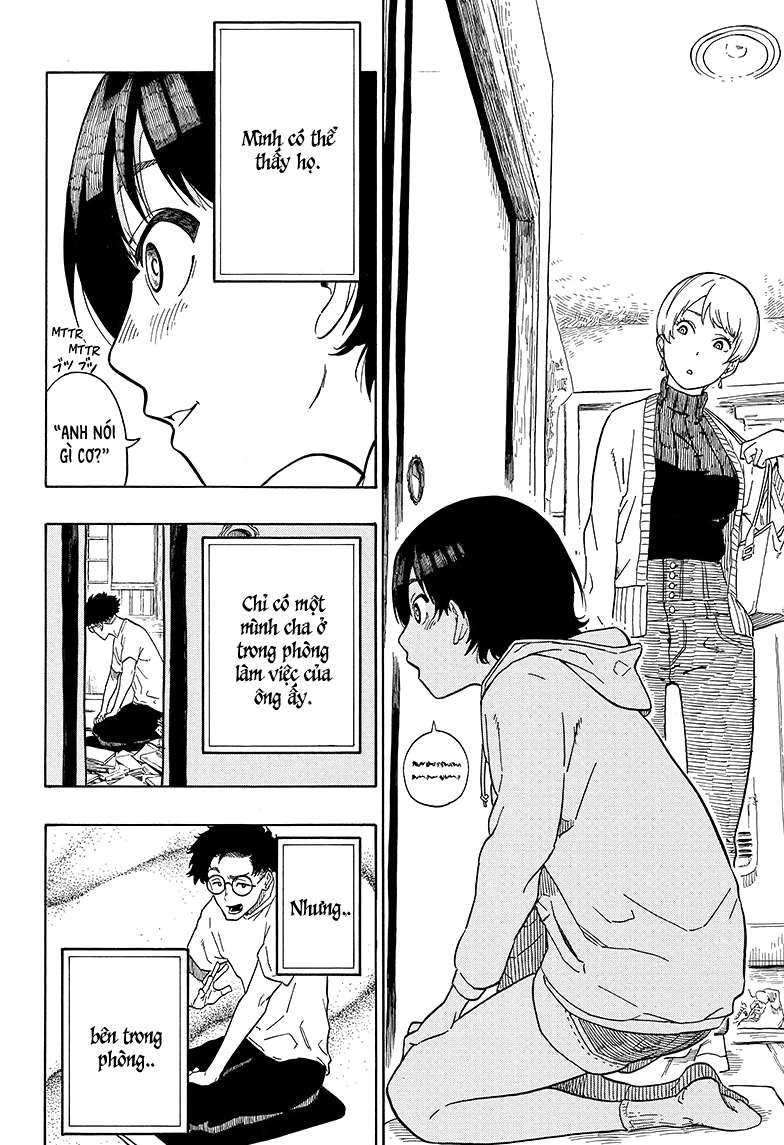 Mình có thể
thấy họ.
MTTR
MTTR
ブツ ブツ
“ANH NÓI
GÌ CƠ?”
Chỉ có một
mình cha ở
trong phòng
làm việc của
ông ấy.
Nhưng..
bên trong
phòng..